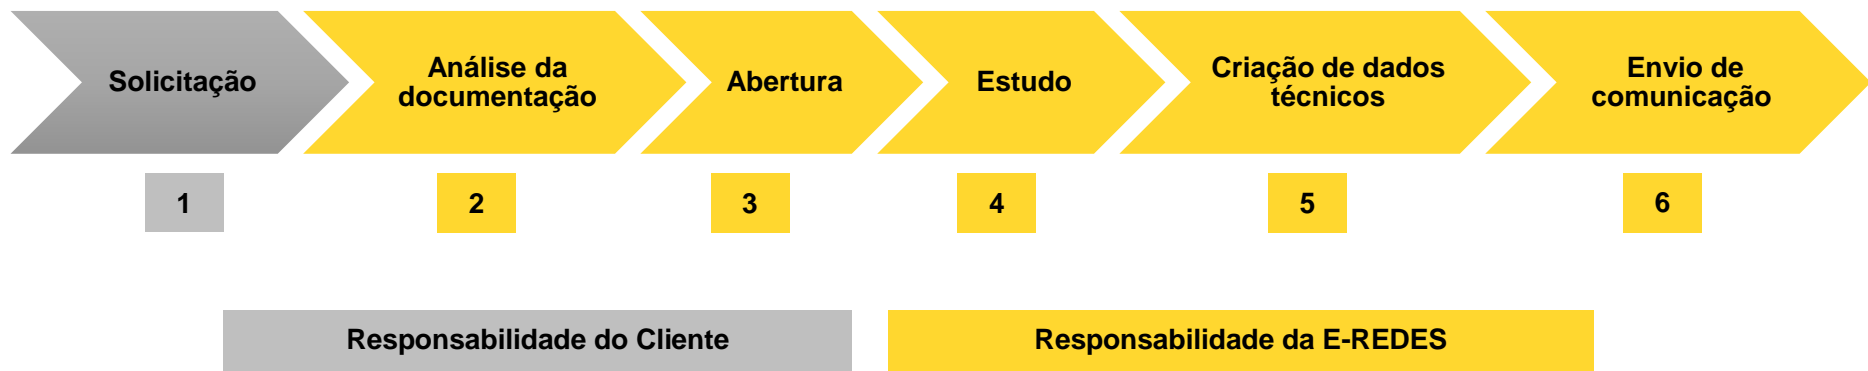 Solicitação
Análise da
documentação
Abertura
Estudo
Criação de dados
técnicos
Envio de
comunicação
1
2
3
4
5
6
Responsabilidade do Cliente
Responsabilidade da E-REDES